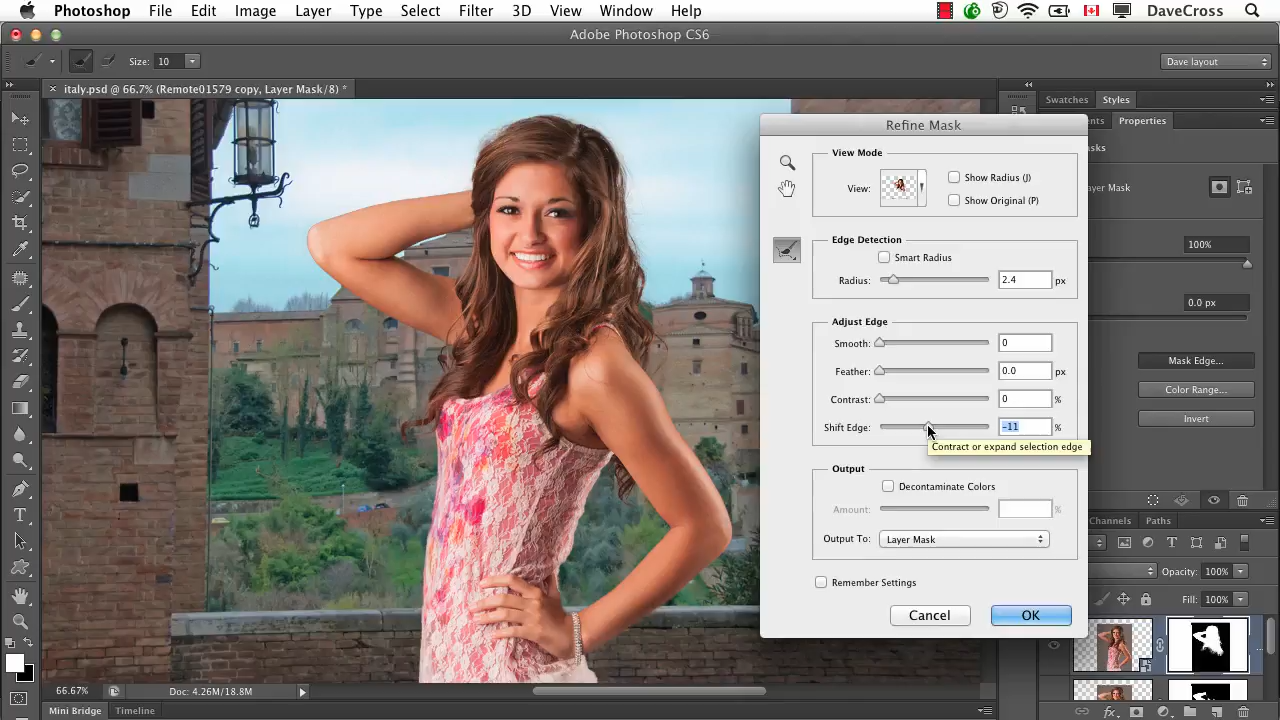 Photoshop File Edit Image Layer Type Select Filter 3D View Window Help DaveCross
Adobe Photoshop CS6
Size: 10 Dave layout
× italy.psd @ 66.7% (Remote01579 copy, Layer Mask/8) *
Swatches Styles
Properties
Refine Mask
View Mode
View:
Show Radius (J)
Show Original (P)
Edge Detection
Smart Radius
Radius: 2.4 px
Adjust Edge
Smooth: 0
Feather: 0.0 px
Contrast: 0 %
Shift Edge: -11 %
Contract or expand selection edge
Output
Decontaminate Colors
Amount: %
Output To: Layer Mask
Remember Settings
Cancel OK
ents
asks
ayer Mask
100%
0.0 px
Mask Edge...
Color Range...
Invert
Channels Paths
Opacity: 100%
Fill: 100%
66.67% Doc: 4.26M/18.8M
Mini Bridge Timeline